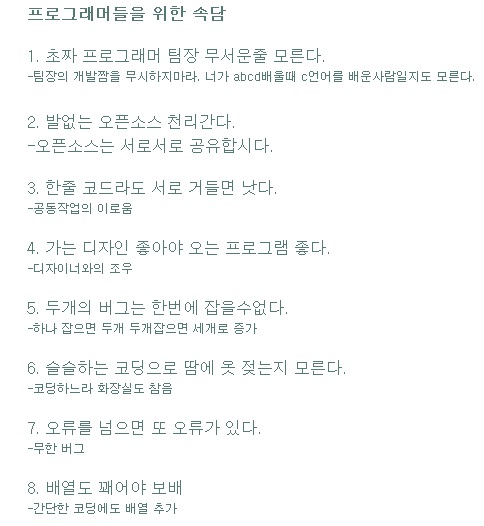 프로그래머들을 위한 속담
1. 초짜 프로그래머 팀장 무서운줄 모른다.
-팀장의 개발짬을 무시하지마라. 너가 abcd배울때 c언어를 배운사람일지도 모른다.
2. 발없는 오픈소스 천리간다.
-오픈소스는 서로서로 공유합시다.
3. 한줄 코드라도 서로 거들면 낫다.
-공동작업의 이로움
4. 가는 디자인 좋아야 오는 프로그램 좋다.
-디자이너와의 조우
5. 두개의 버그는 한번에 잡을수없다.
-하나 잡으면 두개 두개잡으면 세개로 증가
6. 슬슬하는 코딩으로 땀에 옷 젖는지 모른다.
-코딩하느라 화장실도 참음
7. 오류를 넘으면 또 오류가 있다.
-무한 버그
8. 배열도 꿰어야 보배
-간단한 코딩에도 배열 추가